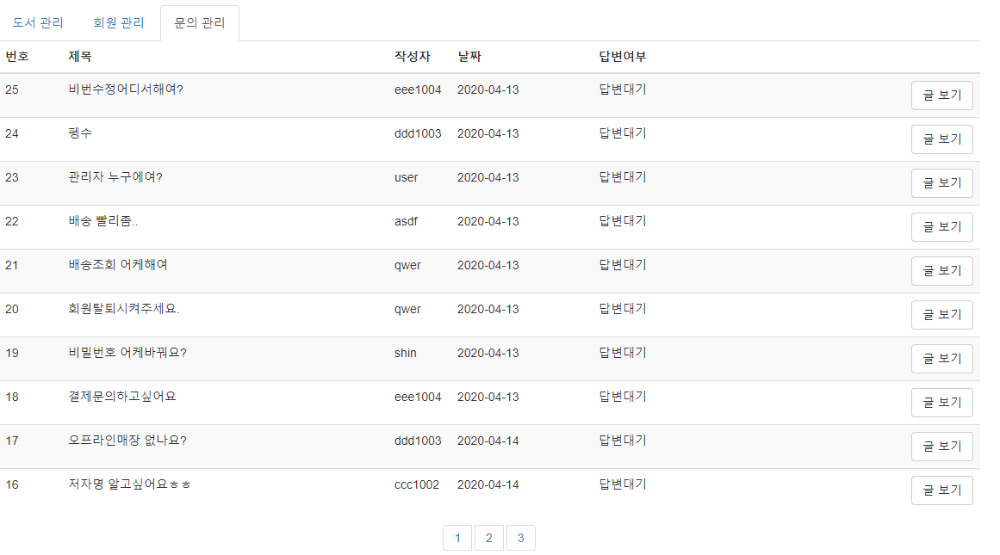 도서 관리 회원 관리 문의 관리
번호 제목 작성자 날짜 답변여부
25 비번수정어디서해여? eee1004 2020-04-13 답변대기 글 보기
24 펭수 ddd1003 2020-04-13 답변대기 글 보기
23 관리자 누구에여? user 2020-04-13 답변대기 글 보기
22 배송 빨리좀.. asdf 2020-04-13 답변대기 글 보기
21 배송조회 어케해여 qwer 2020-04-13 답변대기 글 보기
20 회원탈퇴시켜주세요. qwer 2020-04-13 답변대기 글 보기
19 비밀번호 어케바꿔요? shin 2020-04-13 답변대기 글 보기
18 결제문의하고싶어요 eee1004 2020-04-13 답변대기 글 보기
17 오프라인매장 없나요? ddd1003 2020-04-14 답변대기 글 보기
16 저자명 알고싶어요ㅎㅎ ccc1002 2020-04-14 답변대기 글 보기
1 2 3